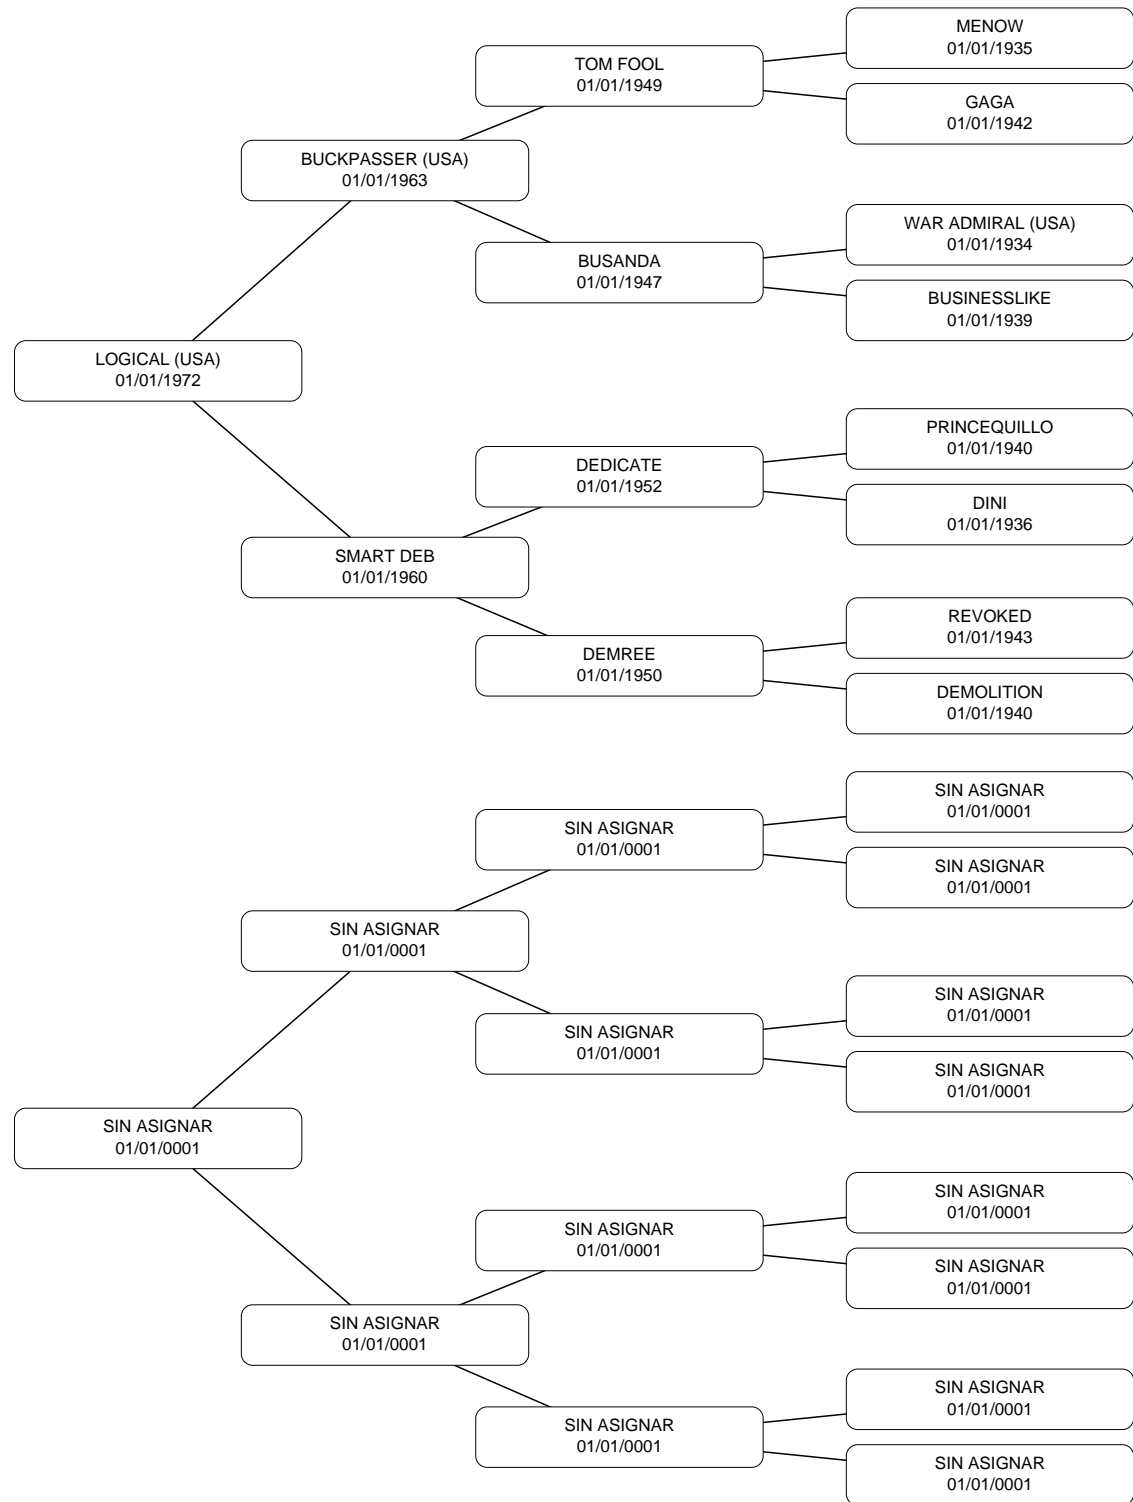 MENOW
01/01/1935
TOM FOOL
01/01/1949
GAGA
01/01/1942
BUCKPASSER (USA)
01/01/1963
WAR ADMIRAL (USA)
01/01/1934
BUSANDA
01/01/1947
BUSINESSLIKE
01/01/1939
LOGICAL (USA)
01/01/1972
PRINCEQUILLO
01/01/1940
DEDICATE
01/01/1952
DINI
01/01/1936
SMART DEB
01/01/1960
REVOKED
01/01/1943
DEMREE
01/01/1950
DEMOLITION
01/01/1940
SIN ASIGNAR
01/01/0001
SIN ASIGNAR
01/01/0001
SIN ASIGNAR
01/01/0001
SIN ASIGNAR
01/01/0001
SIN ASIGNAR
01/01/0001
SIN ASIGNAR
01/01/0001
SIN ASIGNAR
01/01/0001
SIN ASIGNAR
01/01/0001
SIN ASIGNAR
01/01/0001
SIN ASIGNAR
01/01/0001
SIN ASIGNAR
01/01/0001
SIN ASIGNAR
01/01/0001
SIN ASIGNAR
01/01/0001
SIN ASIGNAR
01/01/0001
SIN ASIGNAR
01/01/0001